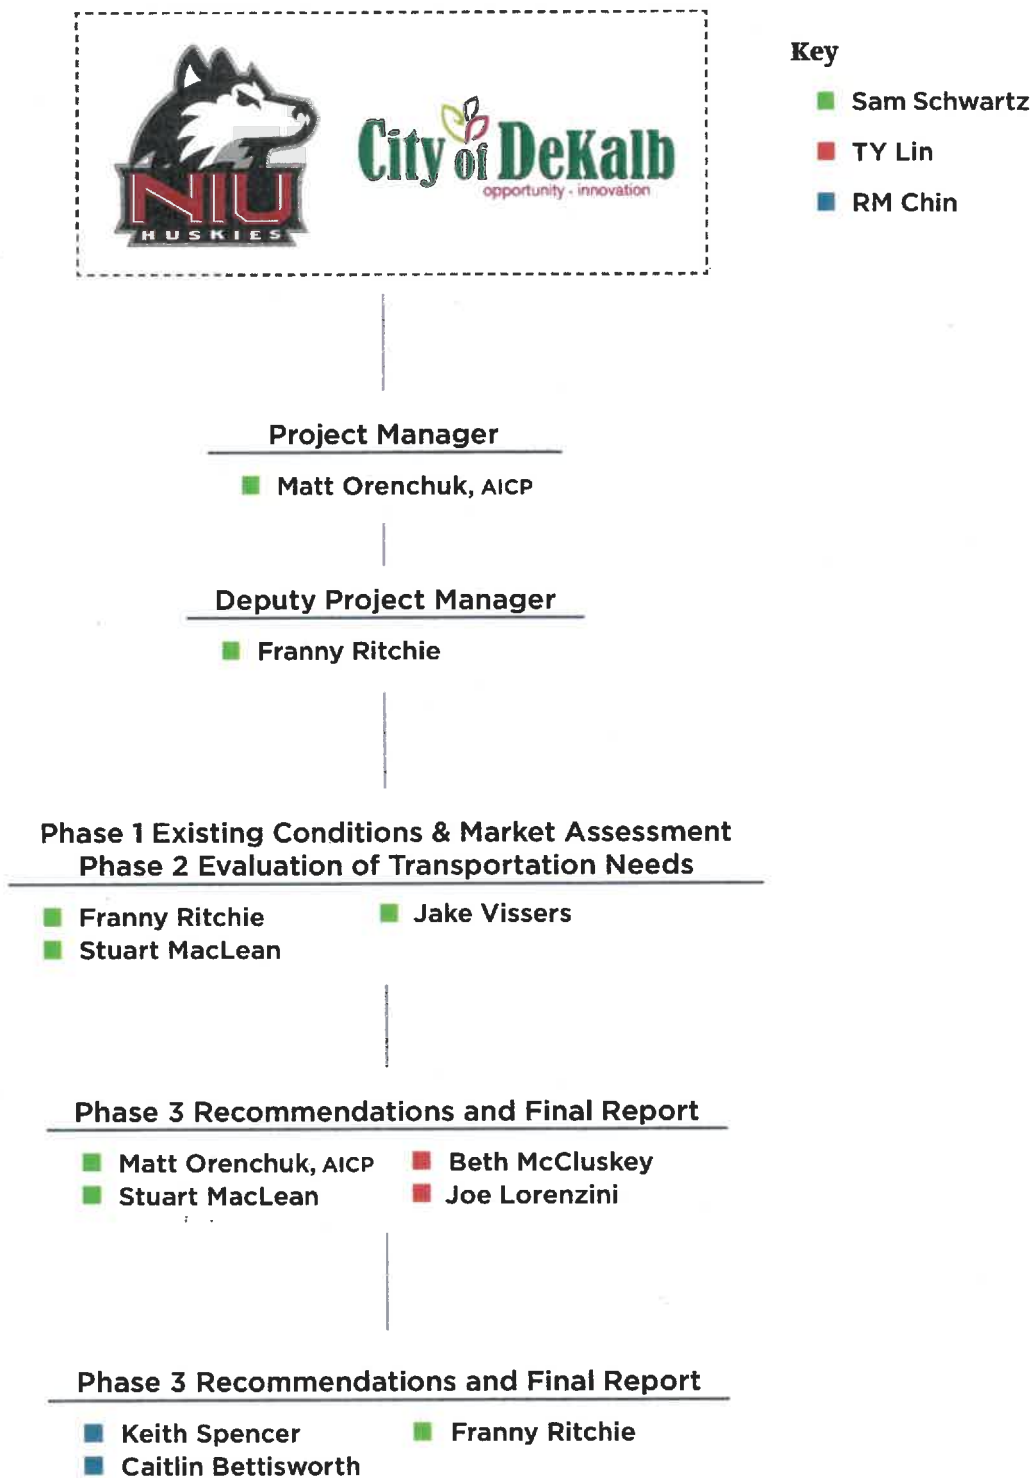 NIU
HUSKIES
City of DeKalb
opportunity - innovation
Key
Sam Schwartz
TY Lin
RM Chin
Project Manager
Matt Orenchuk, AICP
Deputy Project Manager
Franny Ritchie
Phase 1 Existing Conditions & Market Assessment
Phase 2 Evaluation of Transportation Needs
Franny Ritchie
Jake Vissers
Stuart MacLean
Phase 3 Recommendations and Final Report
Matt Orenchuk, AICP
Beth McCluskey
Stuart MacLean
Joe Lorenzini
Phase 3 Recommendations and Final Report
Keith Spencer
Franny Ritchie
Caitlin Bettisworth